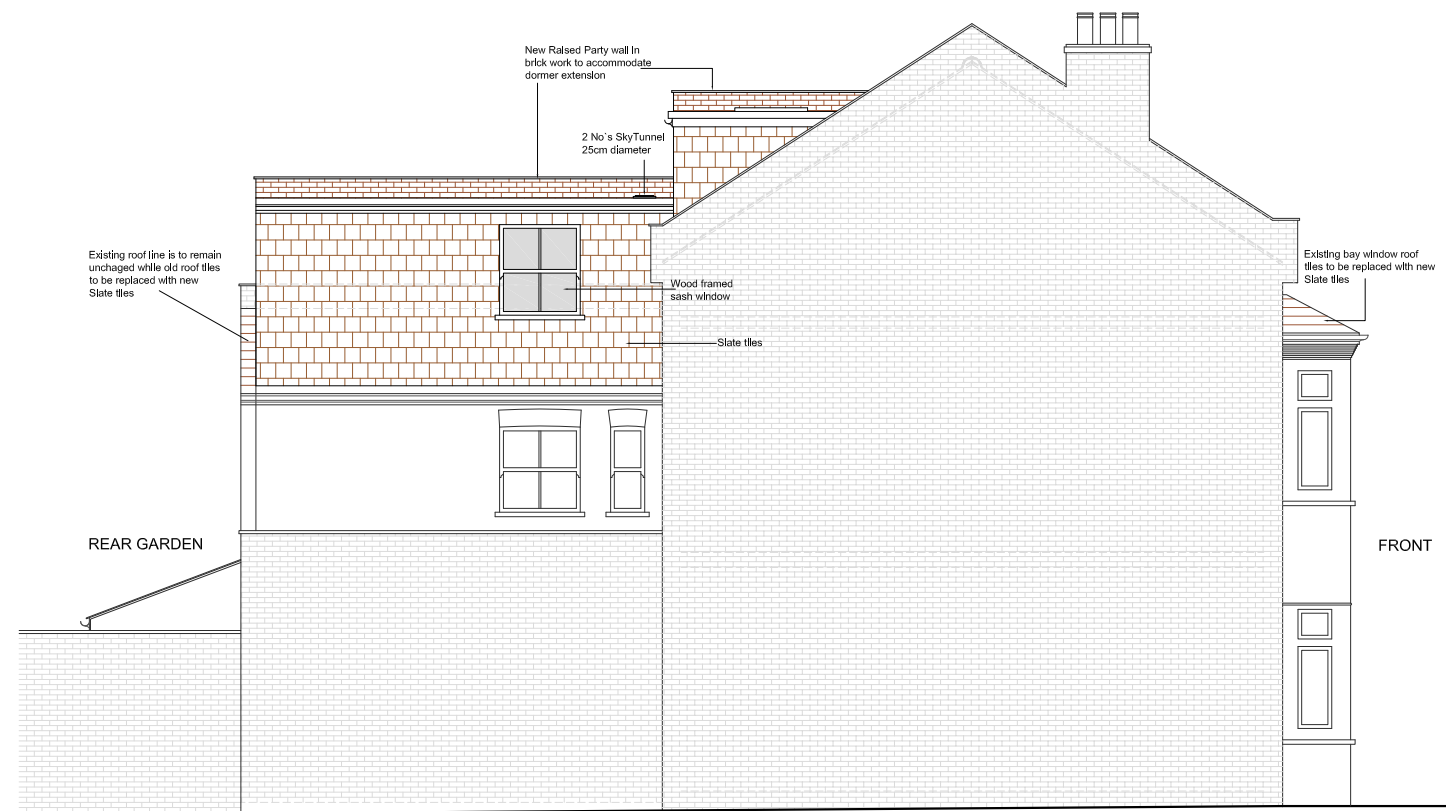 New Raised Party wall in
brick work to accommodate
dormer extension
2 No's SkyTunnel
25cm diameter
Existing roof line is to remain
unchaged while old roof tiles
to be replaced with new
Slate tiles
Wood framed
sash window
Slate tiles
Existing bay window roof
tiles to be replaced with new
Slate tiles
REAR GARDEN
FRONT